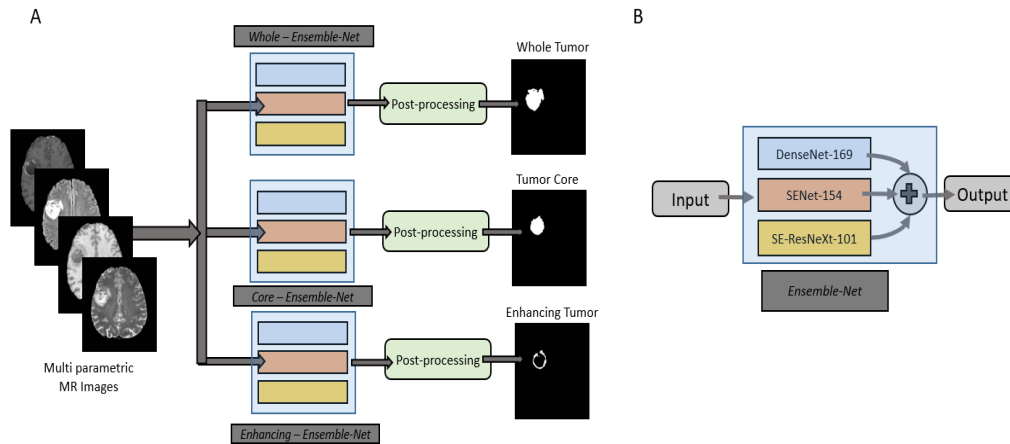 A
Whole – Ensemble-Net
Post-processing
Whole Tumor
Core – Ensemble-Net
Post-processing
Tumor Core
Enhancing – Ensemble-Net
Post-processing
Enhancing Tumor
Multi parametric
MR Images
B
Input
DenseNet-169
SENet-154
SE-ResNeXt-101
Output
Ensemble-Net